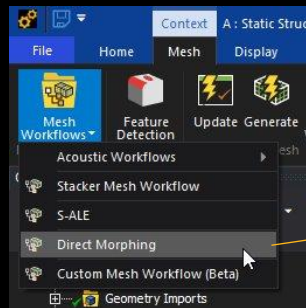 Context
A : Static Struc
File
Home
Mesh
Display
Mesh
Workflows
Feature
Detection
Update
Generate
esh
Acoustic Workflows
Stacker Mesh Workflow
S-ALE
Direct Morphing
Custom Mesh Workflow (Beta)
Geometry Imports